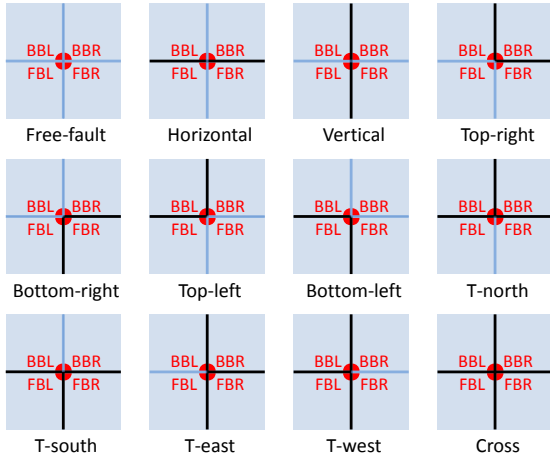 BBL BBR BBL BBR BBL BBR BBL BBR
FBL FBR FBL FBR FBL FBR FBL FBR
Free-fault Horizontal Vertical Top-right
BBL BBR BBL BBR BBL BBR BBL BBR
FBL FBR FBL FBR FBL FBR FBL FBR
Bottom-right Top-left Bottom-left T-north
BBL BBR BBL BBR BBL BBR BBL BBR
FBL FBR FBL FBR FBL FBR FBL FBR
T-south T-east T-west Cross